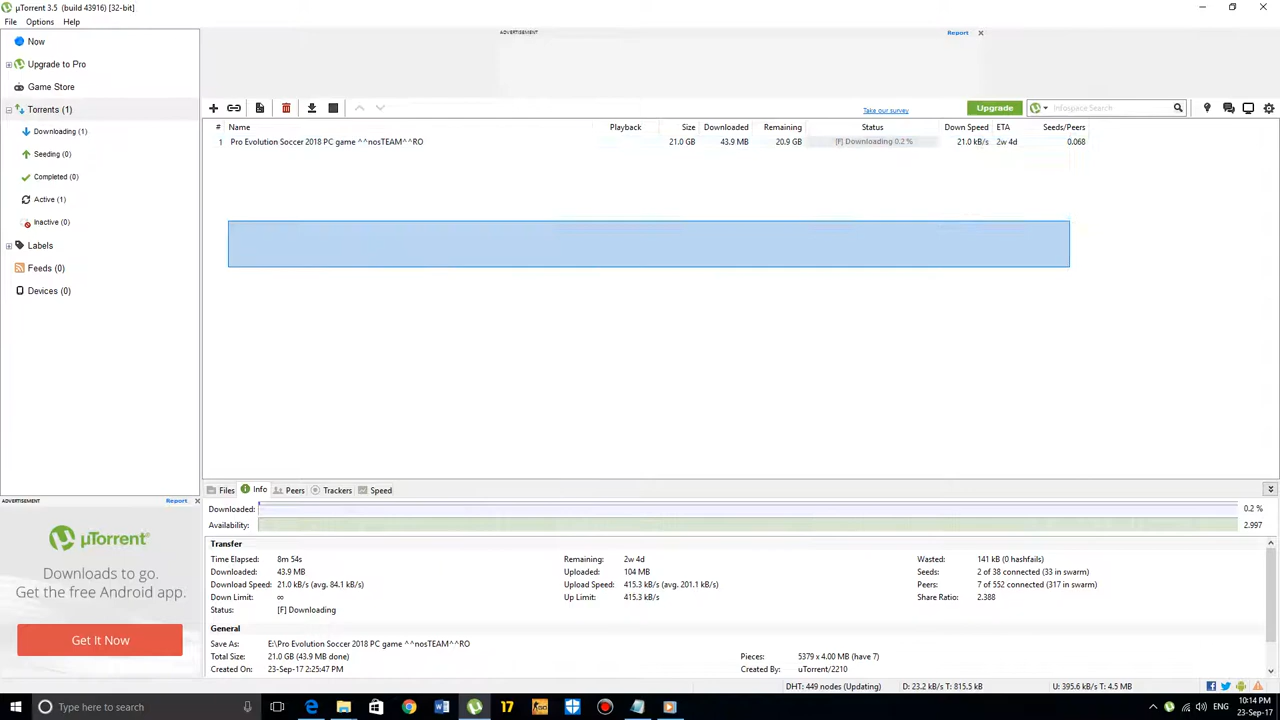 µTorrent 3.5 (build 43916) [32-bit]
File Options Help
Now
Upgrade to Pro
Game Store
Torrents (1)
Downloading (1)
Seeding (0)
Completed (0)
Active (1)
Inactive (0)
Labels
Feeds (0)
Devices (0)
ADVERTISEMENT Report
Take our survey Upgrade Infospace Search
# Name Playback Size Downloaded Remaining Status Down Speed ETA Seeds/Peers
1 Pro Evolution Soccer 2018 PC game ^^nosTEAM^^RO 21.0 GB 43.9 MB 20.9 GB [F] Downloading 0.2 % 21.0 kB/s 2w 4d 0.068
ADVERTISEMENT Report
µTorrent®
Downloads to go.
Get the free Android app.
Get It Now
Files Info Peers Trackers Speed
Downloaded: 0.2 %
Availability: 2.997
Transfer
Time Elapsed: 8m 54s Remaining: 2w 4d Wasted: 141 kB (0 hashfails)
Downloaded: 43.9 MB Uploaded: 104 MB Seeds: 2 of 38 connected (33 in swarm)
Download Speed: 21.0 kB/s (avg. 84.1 kB/s) Upload Speed: 415.3 kB/s (avg. 201.1 kB/s) Peers: 7 of 552 connected (317 in swarm)
Down Limit: ∞ Up Limit: 415.3 kB/s Share Ratio: 2.388
Status: [F] Downloading
General
Save As: E:\Pro Evolution Soccer 2018 PC game ^^nosTEAM^^RO
Total Size: 21.0 GB (43.9 MB done) Pieces: 5379 x 4.00 MB (have 7)
Created On: 23-Sep-17 2:25:47 PM Created By: uTorrent/2210
DHT: 449 nodes (Updating) D: 23.2 kB/s T: 815.5 kB U: 395.6 kB/s T: 4.5 MB
Type here to search 17 ENG 10:14 PM
23-Sep-17